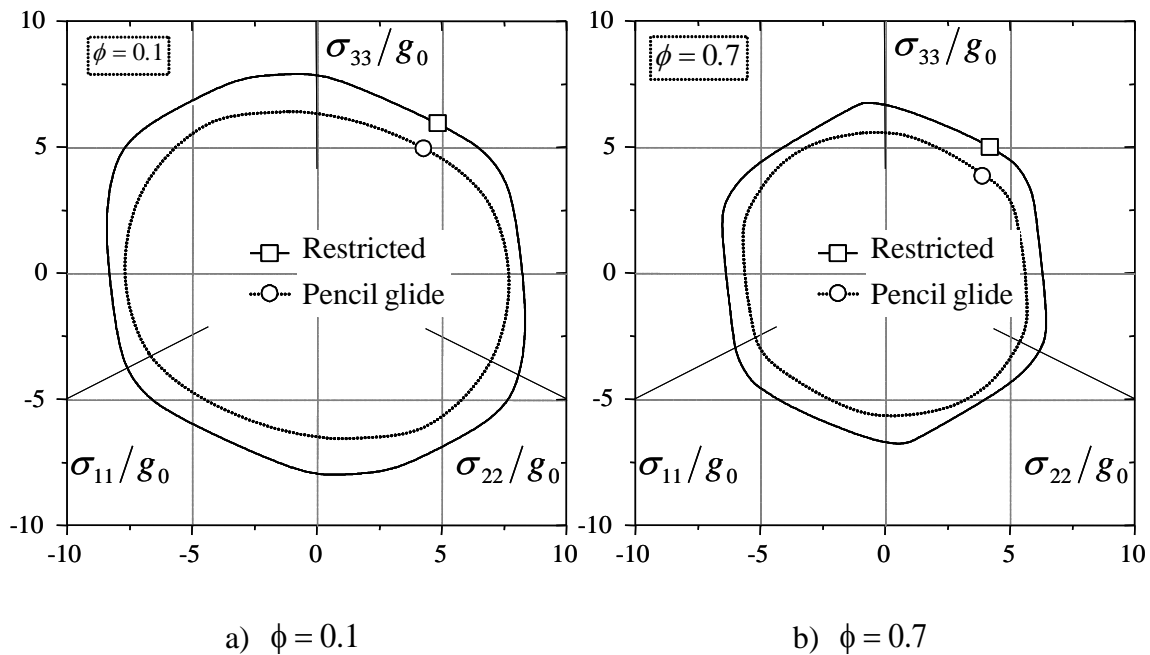 10
5
0
-5
-10
-10
-5
0
5
10
ϕ = 0.1
σ33/g0
Restricted
Pencil glide
σ11/g0
σ22/g0
a) ϕ = 0.1
10
5
0
-5
-10
-10
-5
0
5
10
ϕ = 0.7
σ33/g0
Restricted
Pencil glide
σ11/g0
σ22/g0
b) ϕ = 0.7